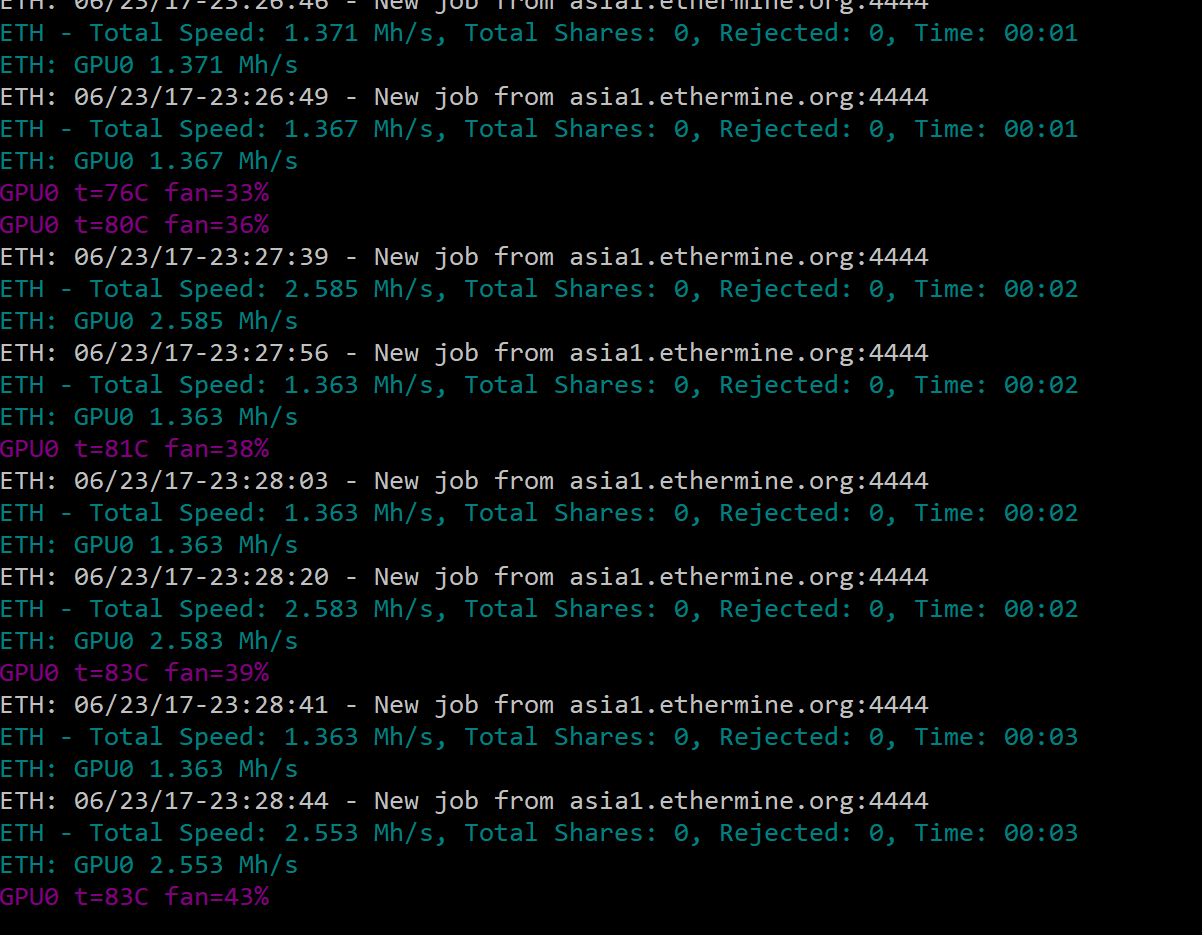 ETH: 06/23/17-23:26:46 - New job from asia1.ethermine.org:4444
ETH - Total Speed: 1.371 Mh/s, Total Shares: 0, Rejected: 0, Time: 00:01
ETH: GPU0 1.371 Mh/s
ETH: 06/23/17-23:26:49 - New job from asia1.ethermine.org:4444
ETH - Total Speed: 1.367 Mh/s, Total Shares: 0, Rejected: 0, Time: 00:01
ETH: GPU0 1.367 Mh/s
GPU0 t=76C fan=33%
GPU0 t=80C fan=36%
ETH: 06/23/17-23:27:39 - New job from asia1.ethermine.org:4444
ETH - Total Speed: 2.585 Mh/s, Total Shares: 0, Rejected: 0, Time: 00:02
ETH: GPU0 2.585 Mh/s
ETH: 06/23/17-23:27:56 - New job from asia1.ethermine.org:4444
ETH - Total Speed: 1.363 Mh/s, Total Shares: 0, Rejected: 0, Time: 00:02
ETH: GPU0 1.363 Mh/s
GPU0 t=81C fan=38%
ETH: 06/23/17-23:28:03 - New job from asia1.ethermine.org:4444
ETH - Total Speed: 1.363 Mh/s, Total Shares: 0, Rejected: 0, Time: 00:02
ETH: GPU0 1.363 Mh/s
ETH: 06/23/17-23:28:20 - New job from asia1.ethermine.org:4444
ETH - Total Speed: 2.583 Mh/s, Total Shares: 0, Rejected: 0, Time: 00:02
ETH: GPU0 2.583 Mh/s
GPU0 t=83C fan=39%
ETH: 06/23/17-23:28:41 - New job from asia1.ethermine.org:4444
ETH - Total Speed: 1.363 Mh/s, Total Shares: 0, Rejected: 0, Time: 00:03
ETH: GPU0 1.363 Mh/s
ETH: 06/23/17-23:28:44 - New job from asia1.ethermine.org:4444
ETH - Total Speed: 2.553 Mh/s, Total Shares: 0, Rejected: 0, Time: 00:03
ETH: GPU0 2.553 Mh/s
GPU0 t=83C fan=43%